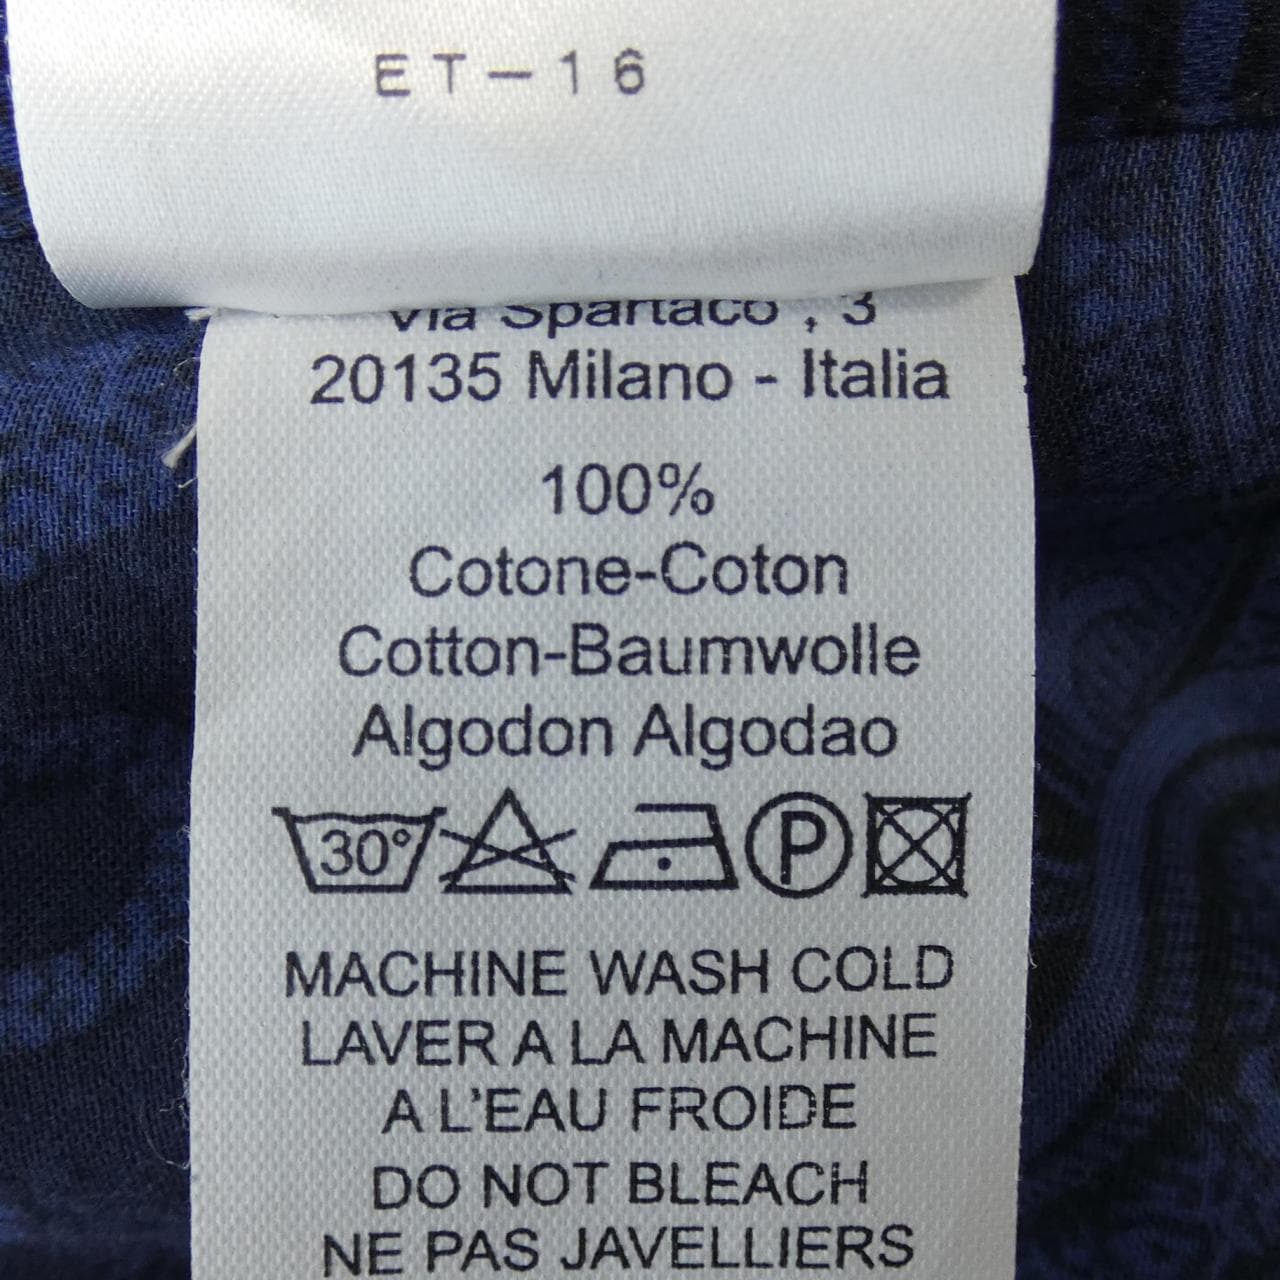 ET-16
Via Spartaco , 3
20135 Milano - Italia
100%
Cotone-Coton
Cotton-Baumwolle
Algodon Algodao
30° P
MACHINE WASH COLD
LAVER A LA MACHINE
A L'EAU FROIDE
DO NOT BLEACH
NE PAS JAVELLIERS